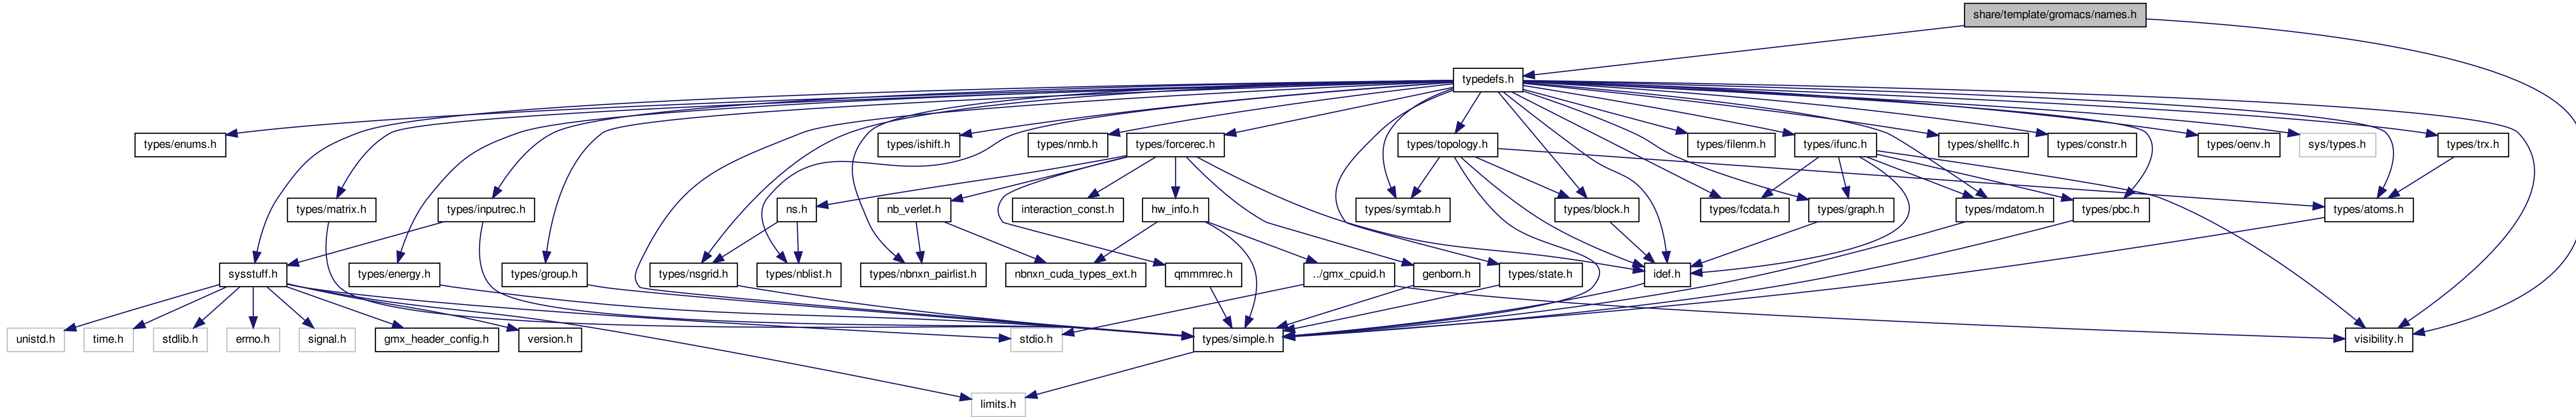 share/template/gromacs/names.h
typedefs.h
types/enums.h
types/ishift.h
types/nrnb.h
types/forcerec.h
types/topology.h
types/filenm.h
types/ifunc.h
types/shellfc.h
types/constr.h
types/oenv.h
sys/types.h
types/trx.h
types/matrix.h
types/inputrec.h
ns.h
nb_verlet.h
interaction_const.h
hw_info.h
types/symtab.h
types/block.h
types/fcdata.h
types/graph.h
types/mdatom.h
types/pbc.h
types/atoms.h
sysstuff.h
types/energy.h
types/group.h
types/nsgrid.h
types/nblist.h
types/nbnxn_pairlist.h
nbnxn_cuda_types_ext.h
qmmmrec.h
../gmx_cpuid.h
genborn.h
types/state.h
idef.h
unistd.h
time.h
stdlib.h
errno.h
signal.h
gmx_header_config.h
version.h
stdio.h
types/simple.h
visibility.h
limits.h